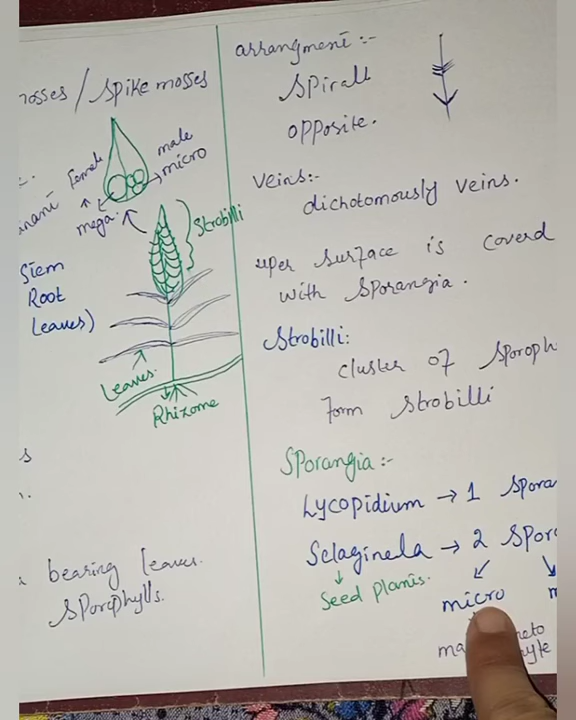 mosses / Spike mosses
female
male
micro
mega
Strobilli
Stem
Root
leaves)
Leaves.
Rhizome
bearing leaves.
Sporophylls.
arrangment :-
Spirall
opposite.
Veins:-
dichotomously veins.
uper surface is coverd
with sporangia.
Strobilli:
cluster of sporoph
form strobilli
Sporangia :-
Lycopidium → 1 Spora
Selaginela → 2 Spor
Seed plants.
micro